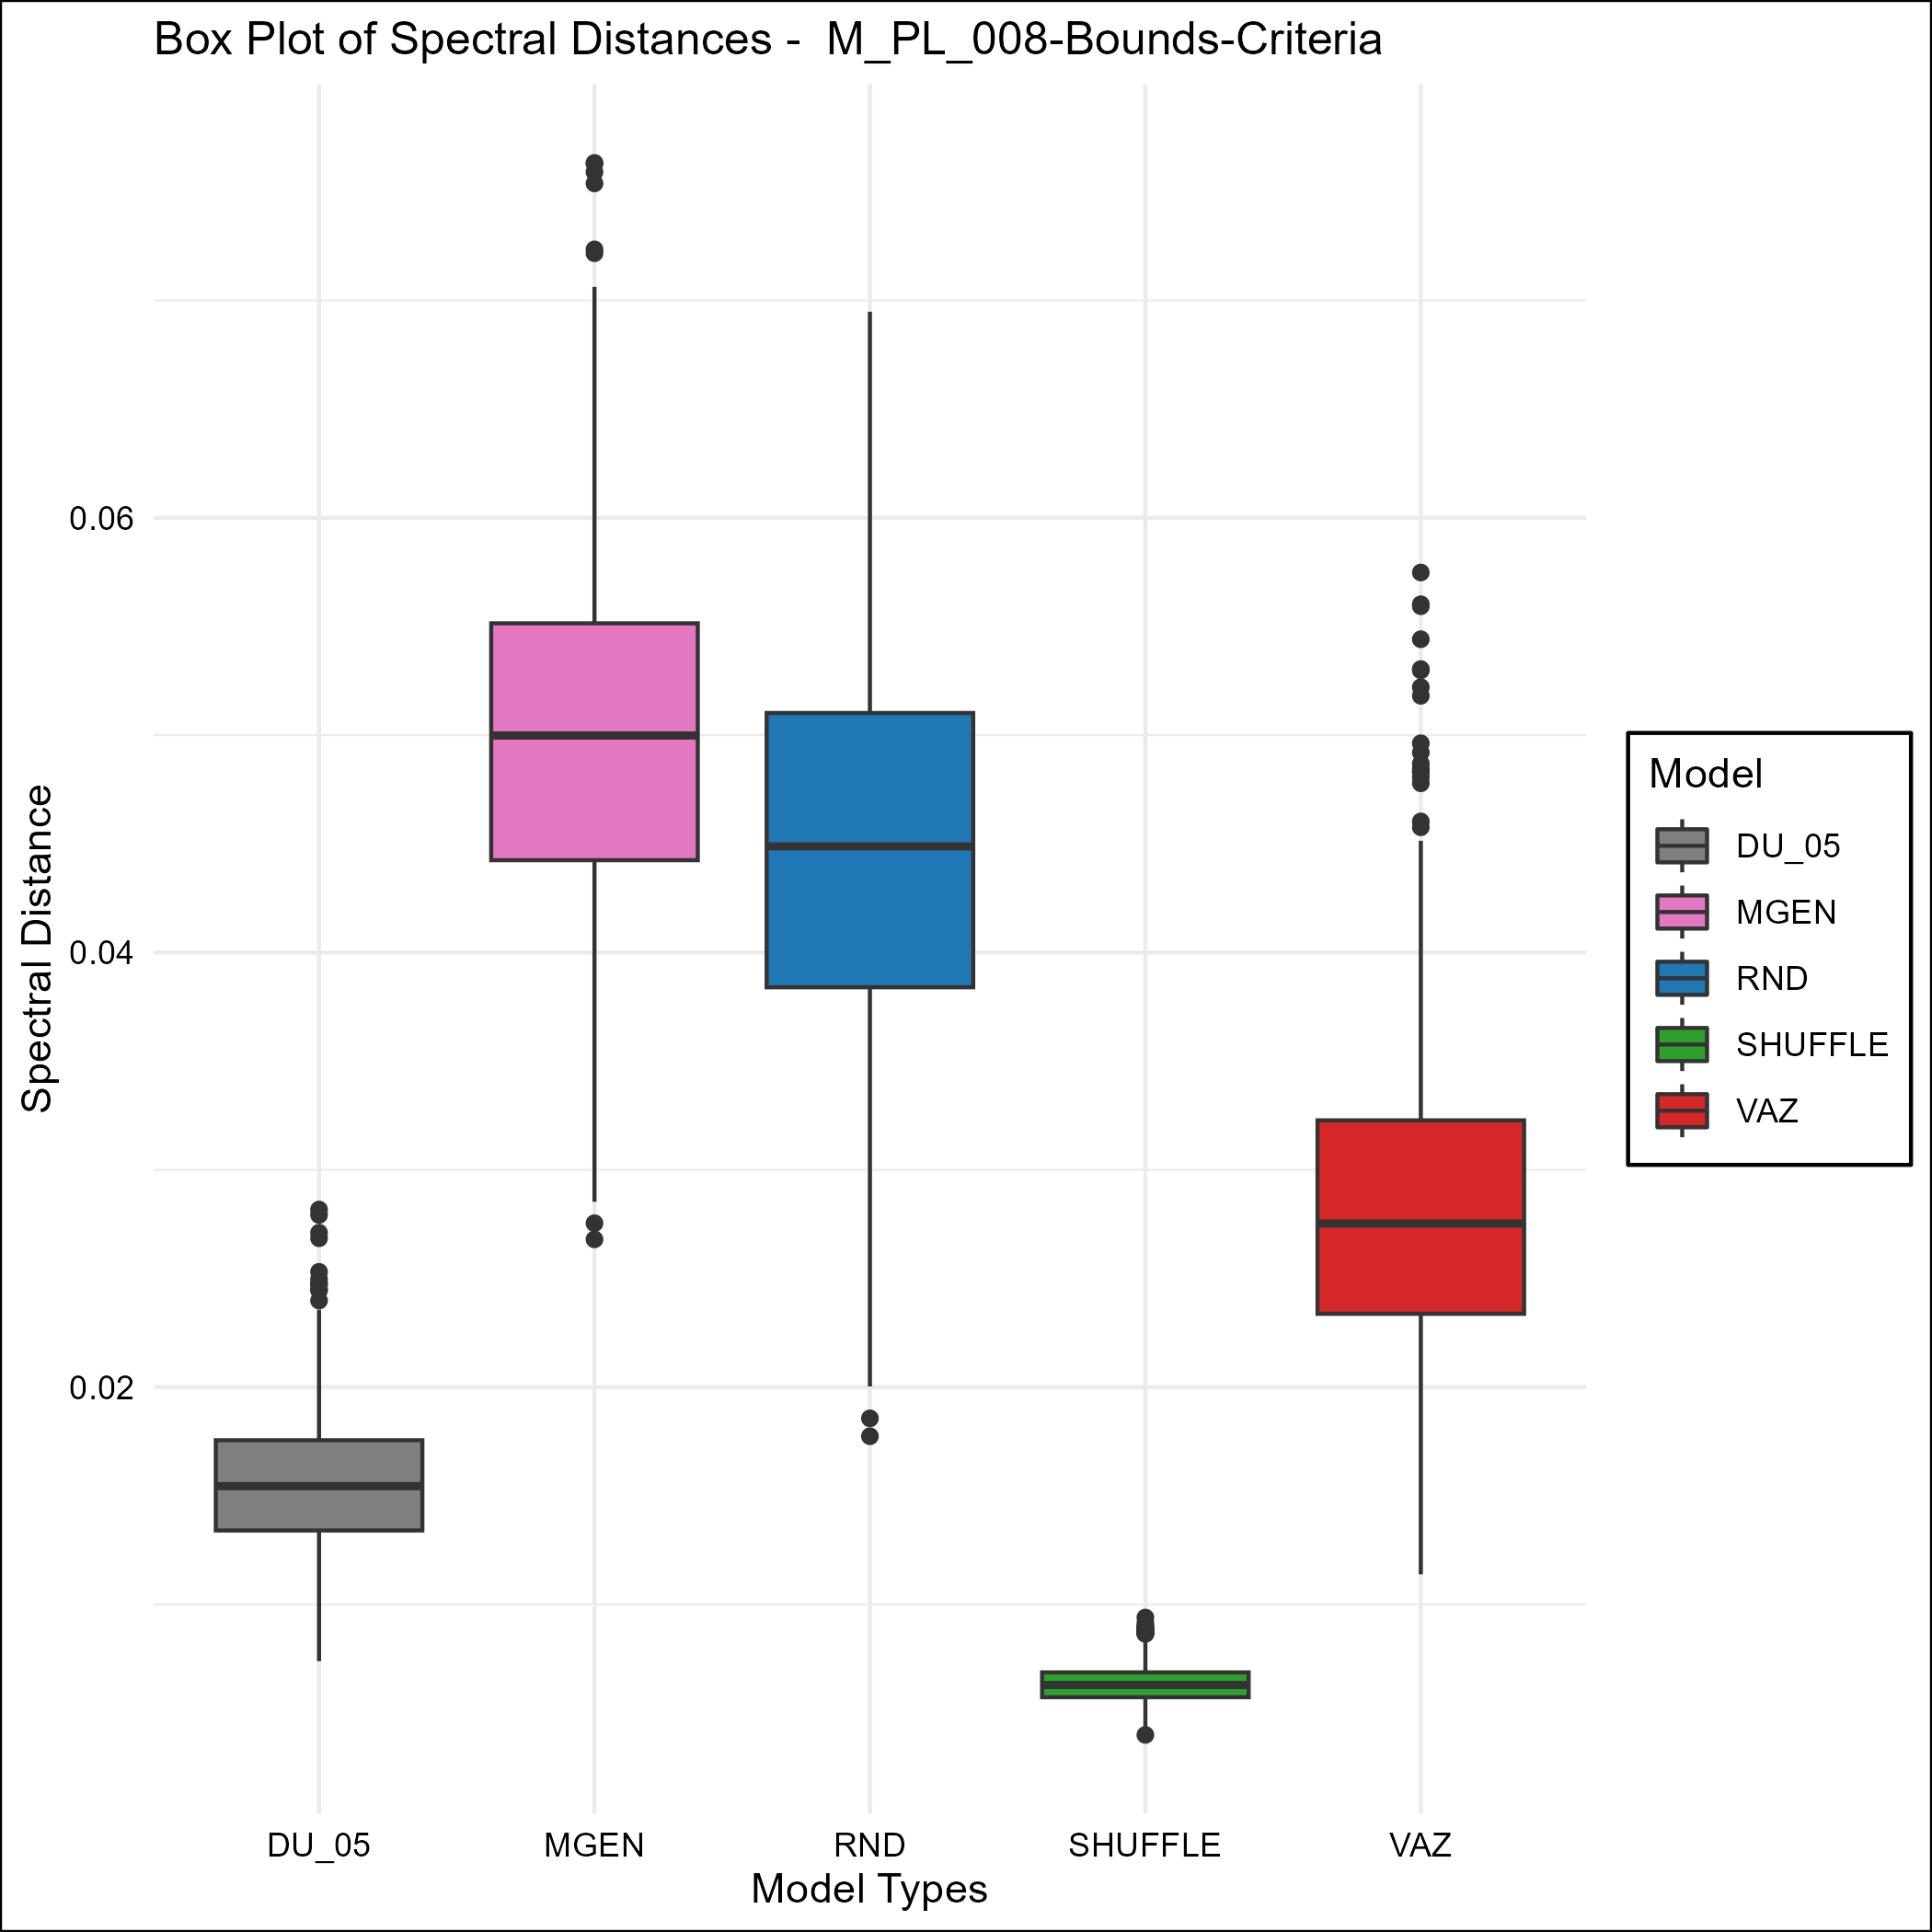 Box Plot of Spectral Distances -  M_PL_008-Bounds-Criteria
Spectral Distance
0.06
0.04
0.02
DU_05
MGEN
RND
SHUFFLE
VAZ
Model Types
Model
DU_05
MGEN
RND
SHUFFLE
VAZ